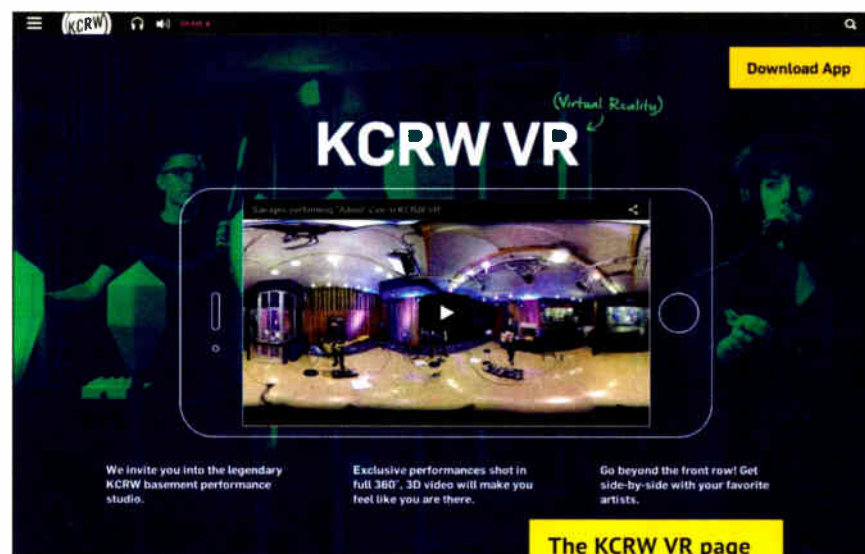 KCRW
Download App
(Virtual Reality)
KCRW VR
We invite you into the legendary
KCRW basement performance
studio.
Exclusive performances shot in
full 360°, 3D video will make you
feel like you are there.
Go beyond the front row! Get
side-by-side with your favorite
artists.
The KCRW VR page